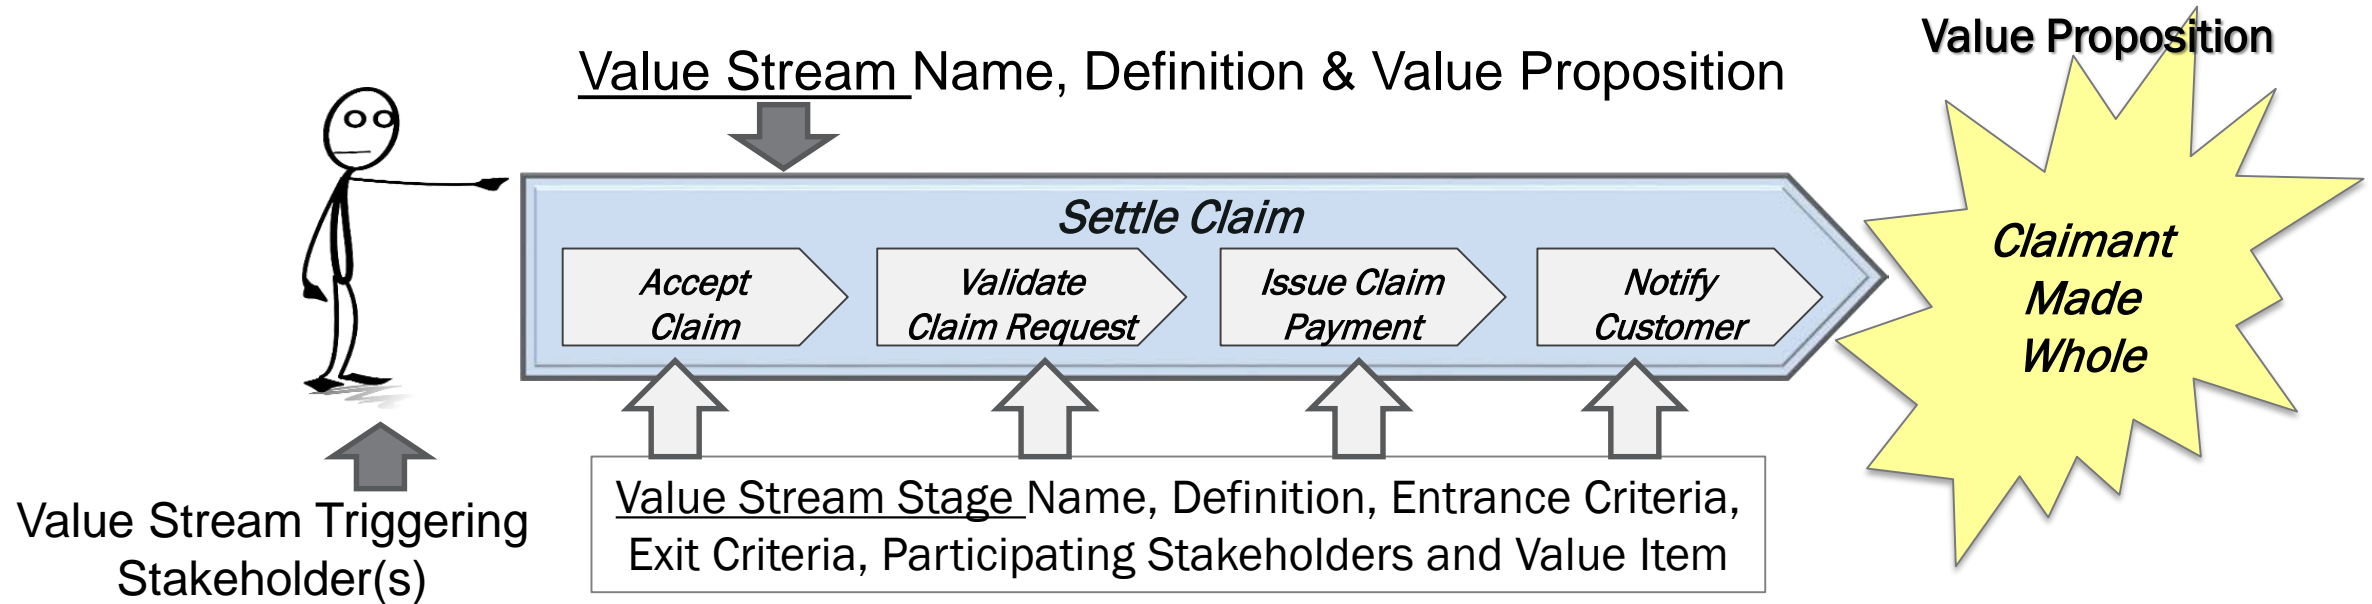 Value Proposition
Value Stream Name, Definition & Value Proposition
Settle Claim
Accept
Claim
Validate
Claim Request
Issue Claim
Payment
Notify
Customer
Claimant
Made
Whole
Value Stream Triggering
Stakeholder(s)
Value Stream Stage Name, Definition, Entrance Criteria,
Exit Criteria, Participating Stakeholders and Value Item